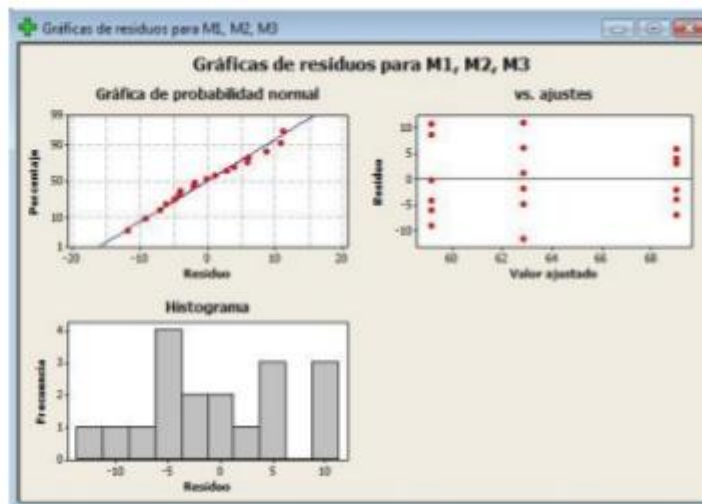 Gráficas de residuos para M1, M2, M3
Gráficas de residuos para M1, M2, M3
Gráfica de probabilidad normal
99
90
50
10
1
Porcentaje
-20 -10 0 10 20
Residuo
vs. ajustes
10
5
0
-5
-10
Residuo
60 62 64 66 68
Valor ajustado
Histograma
4
3
2
1
0
Frecuencia
-10 -5 0 5 10
Residuo